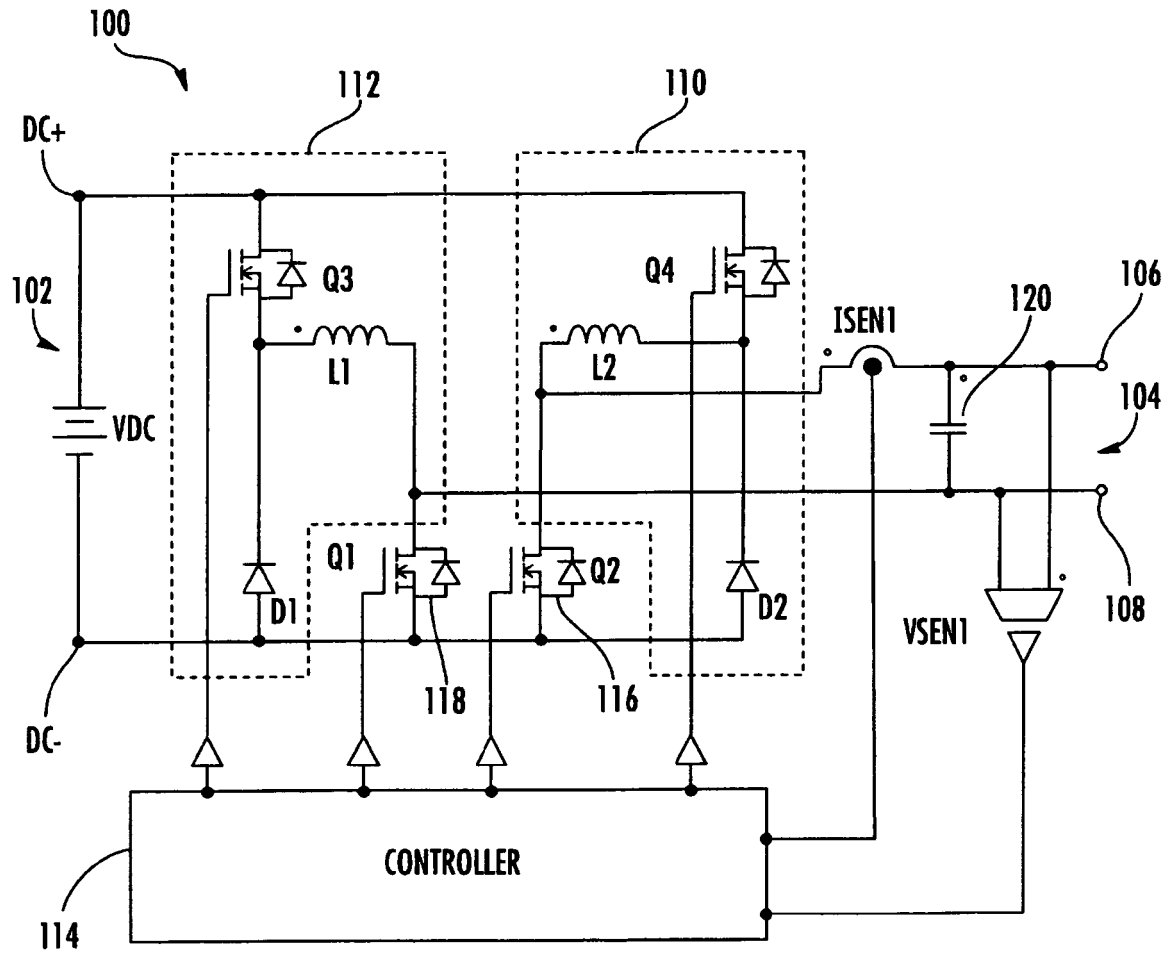 100
112
110
DC+
Q3
Q4
102
120
106
ISEN1
L1
L2
104
VDC
Q1
Q2
D1
D2
108
VSEN1
118
116
DC-
CONTROLLER
114